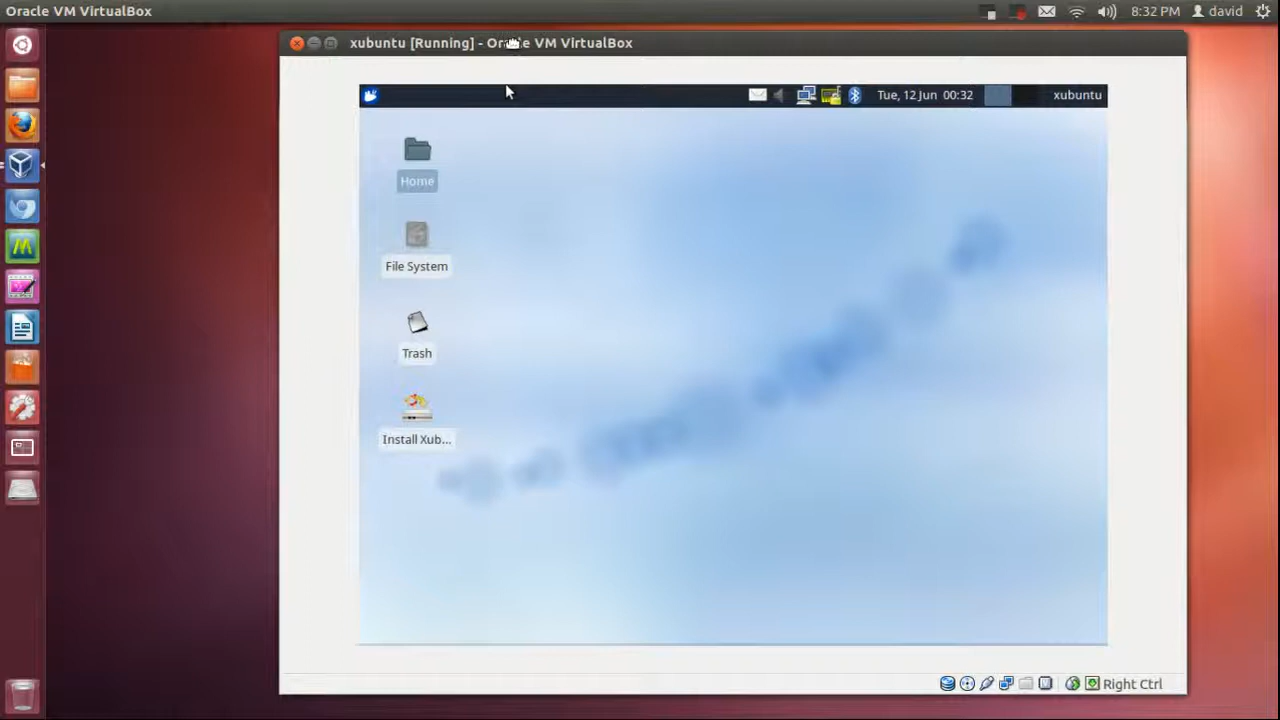 Oracle VM VirtualBox
8:32 PM
david
xubuntu [Running] - Oracle VM VirtualBox
Tue, 12 Jun 00:32
xubuntu
Home
File System
Trash
Install Xub...
Right Ctrl